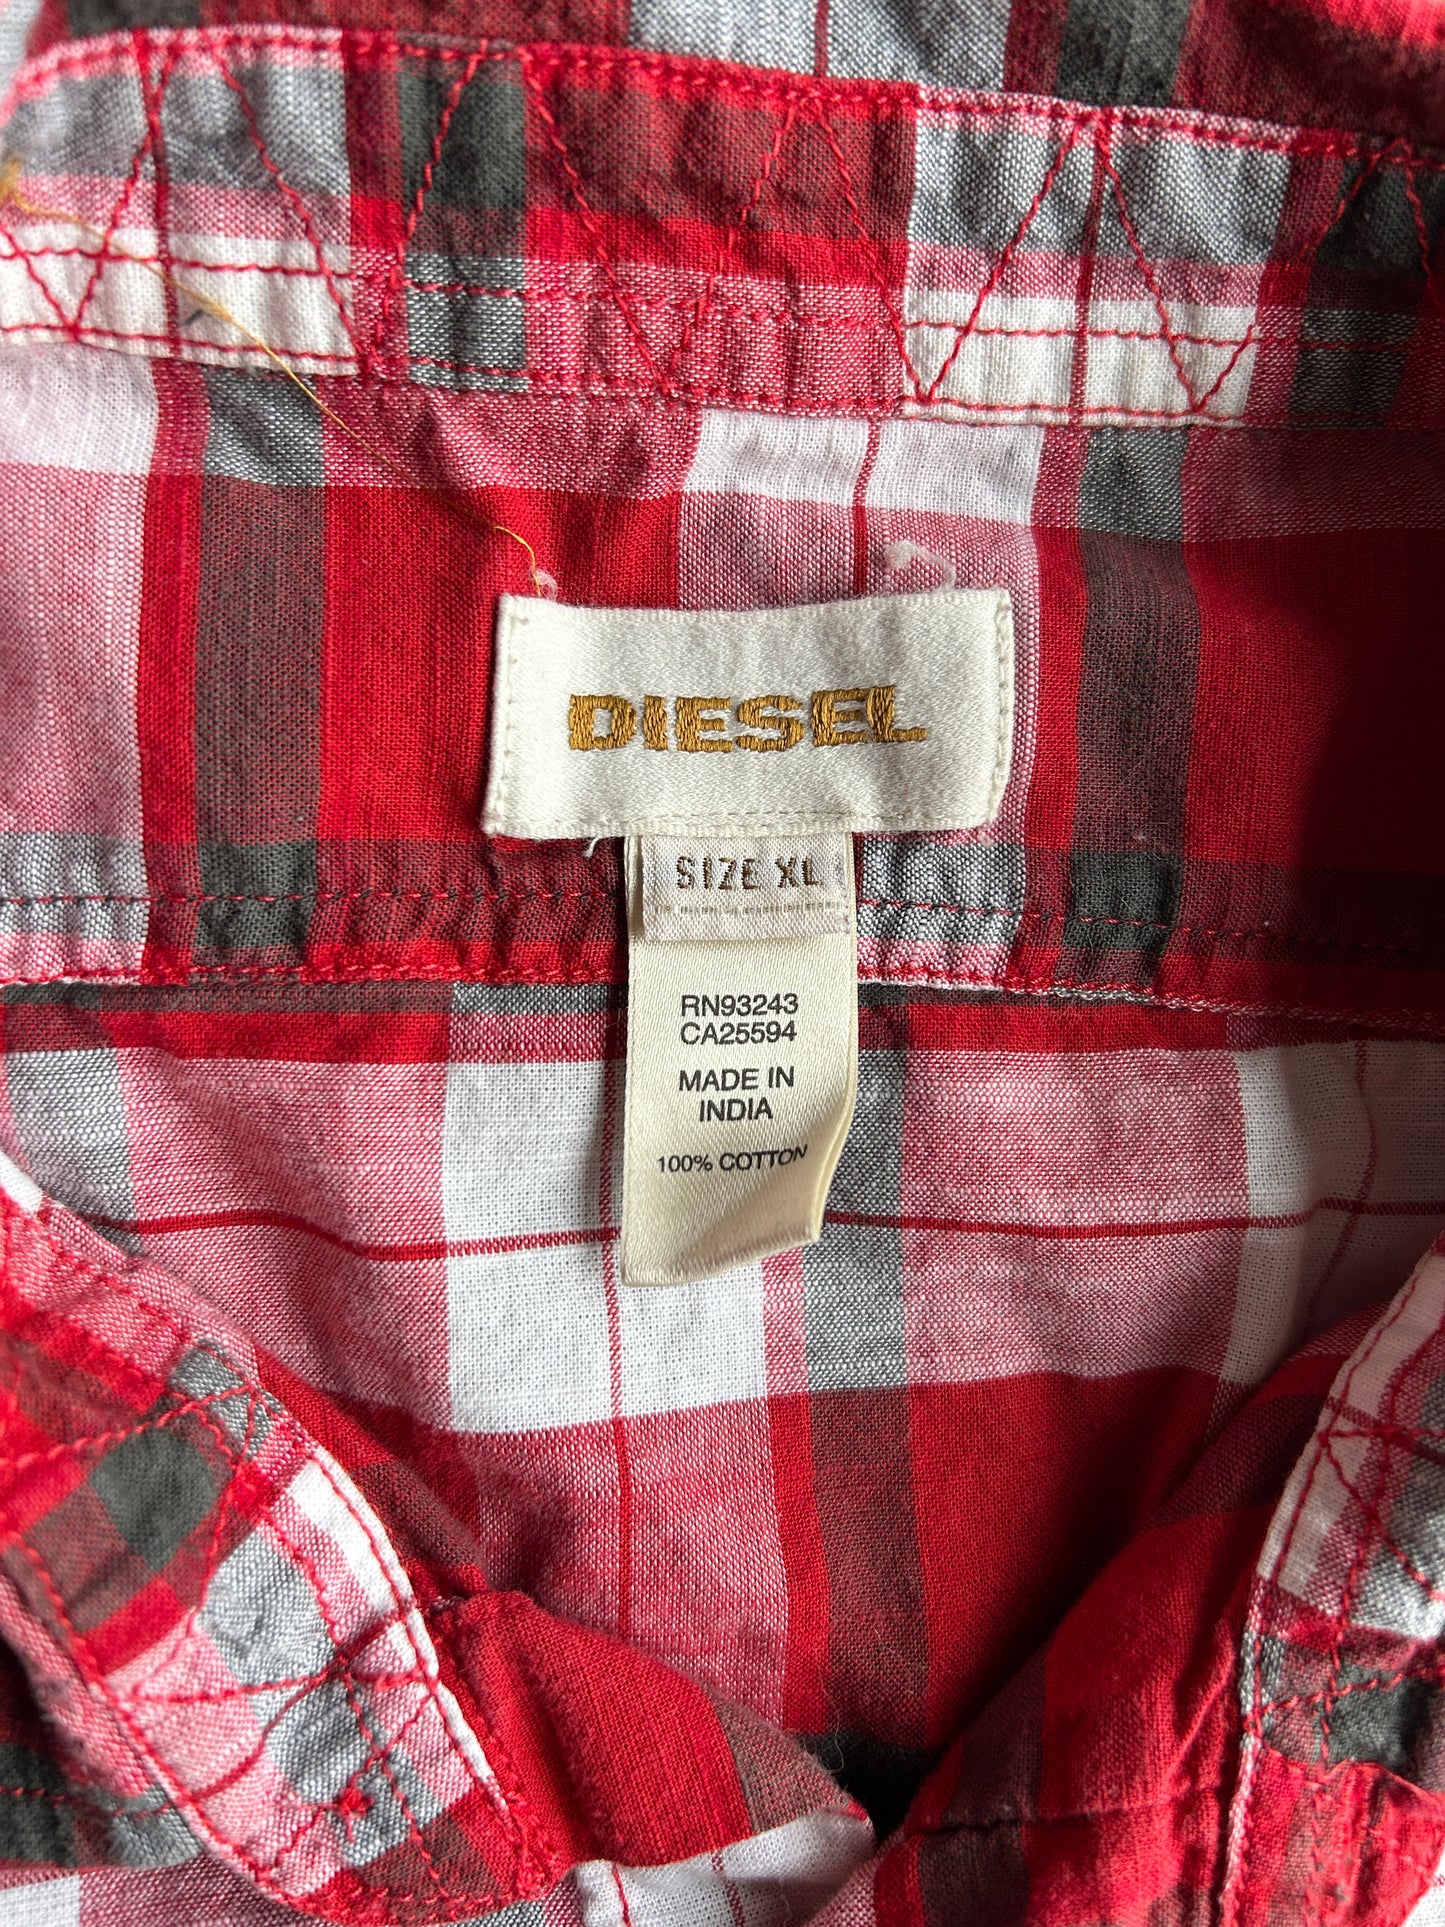 DIESEL
SIZE XL
RN93243
CA25594
MADE IN
INDIA
100% COTTON